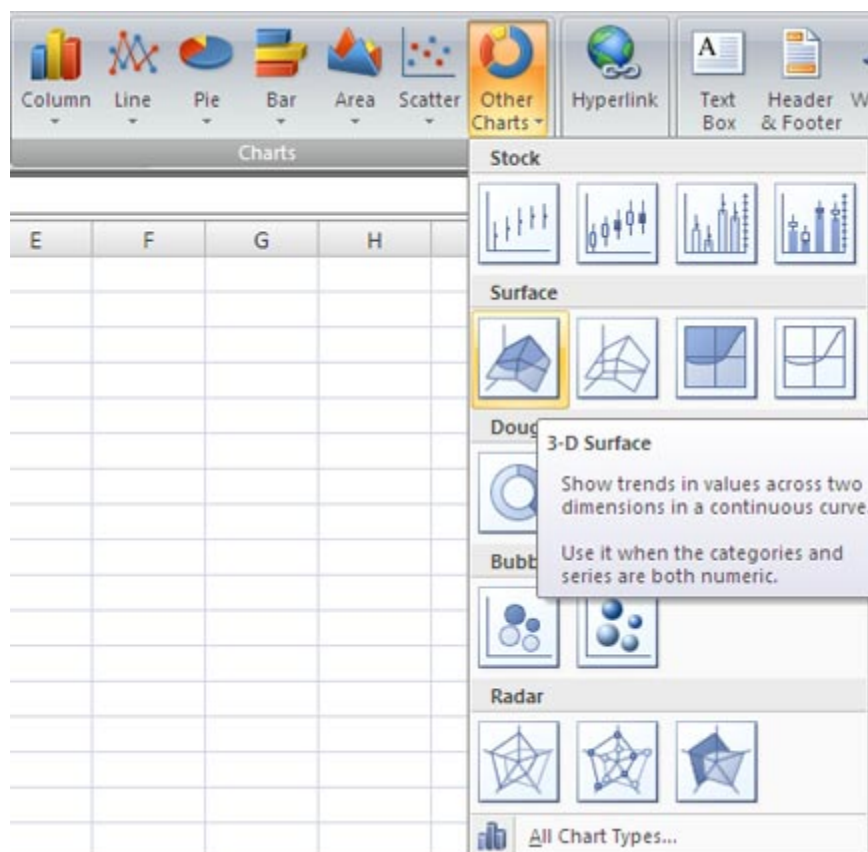 Column Line Pie Bar Area Scatter Other Charts Hyperlink Text Box Header & Footer W
Charts
Stock
E F G H
Surface
Doug
3-D Surface
Show trends in values across two
dimensions in a continuous curve
Use it when the categories and
series are both numeric.
Bubb
Radar
All Chart Types...